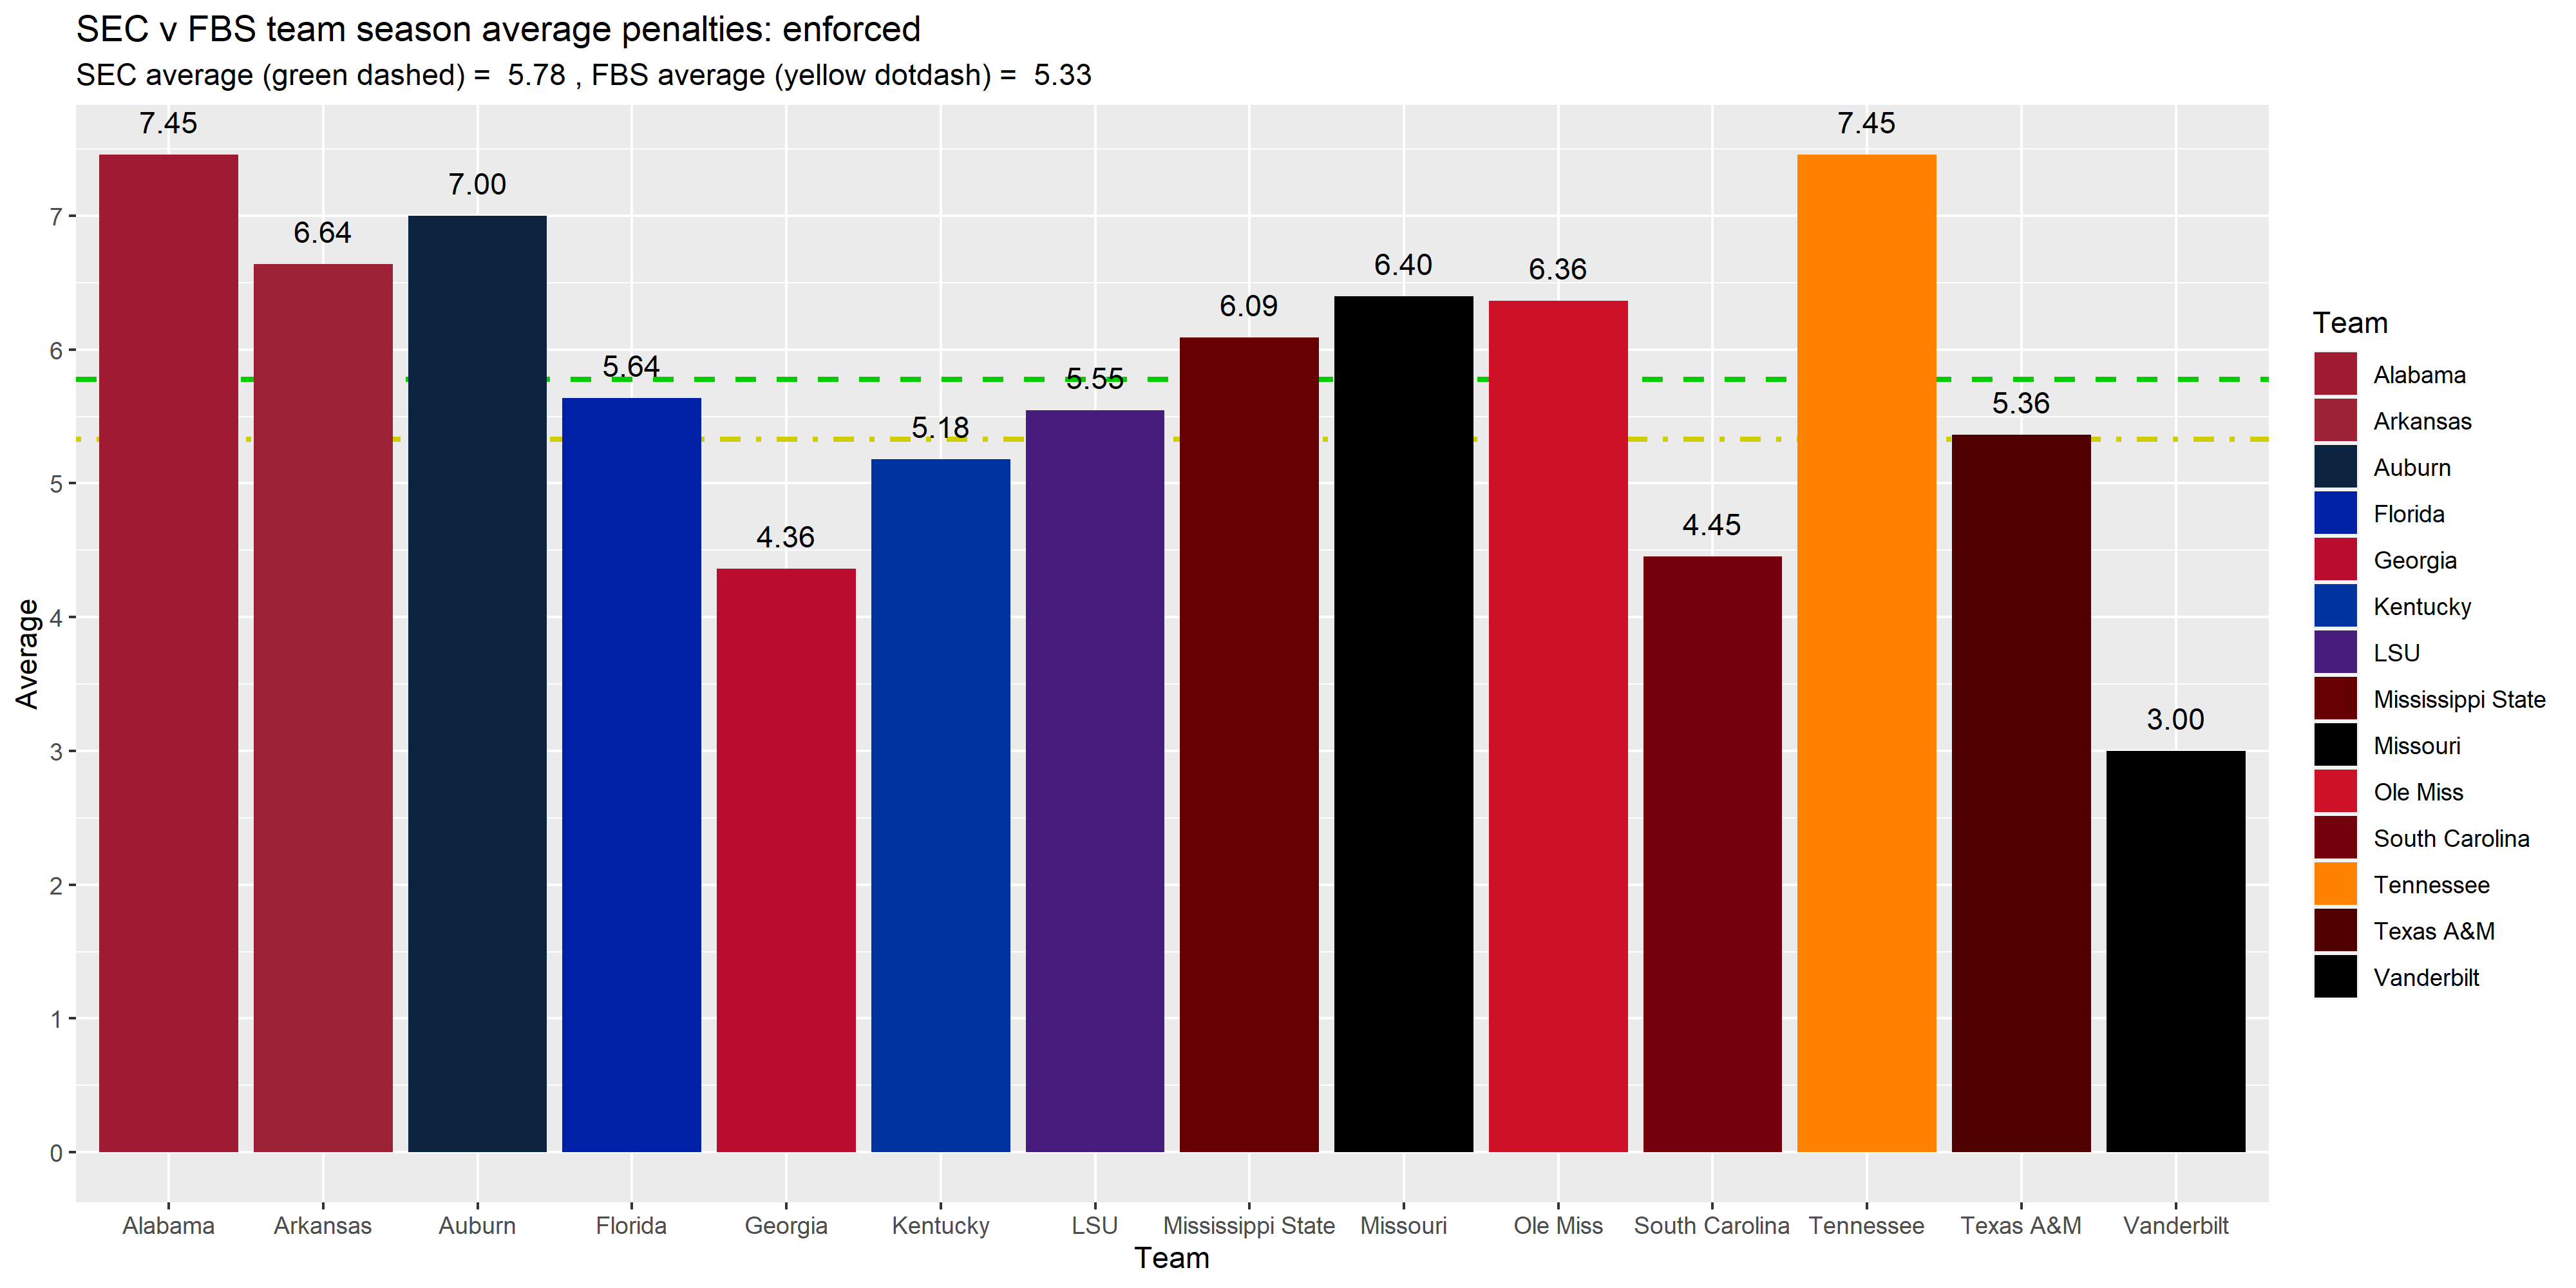 SEC v FBS team season average penalties: enforced
SEC average (green dashed) =  5.78 , FBS average (yellow dotdash) =  5.33
7.45
6.64
7.00
5.64
4.36
5.18
5.55
6.09
6.40
6.36
4.45
7.45
5.36
3.00
7
6
5
4
3
2
1
0
Average
Alabama Arkansas Auburn Florida Georgia Kentucky LSU Mississippi State Missouri Ole Miss South Carolina Tennessee Texas A&M Vanderbilt
Team
Team
Alabama
Arkansas
Auburn
Florida
Georgia
Kentucky
LSU
Mississippi State
Missouri
Ole Miss
South Carolina
Tennessee
Texas A&M
Vanderbilt